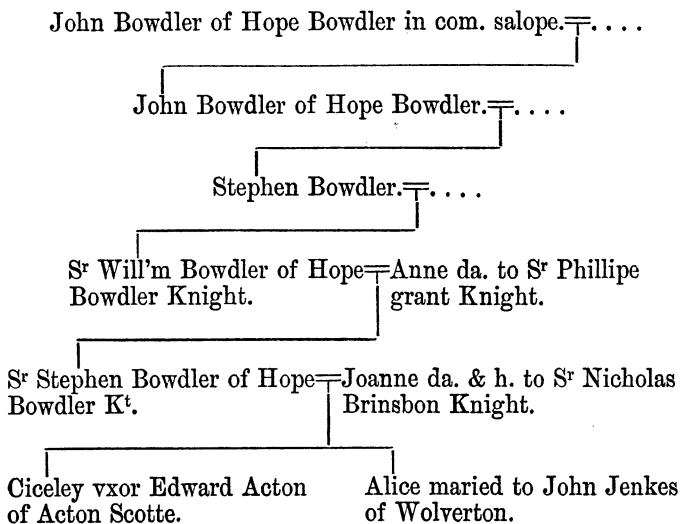 John Bowdler of Hope Bowdler in com. salope.=. . . .
John Bowdler of Hope Bowdler.=. . . .
Stephen Bowdler.=. . . .
Sr Will'm Bowdler of Hope=Anne da. to Sr Phillipe
Bowdler Knight. grant Knight.
Sr Stephen Bowdler of Hope=Joanne da. & h. to Sr Nicholas
Bowdler Kt. Brinsbon Knight.
Ciceley vxor Edward Acton
of Acton Scotte.
Alice maried to John Jenkes
of Wolverton.